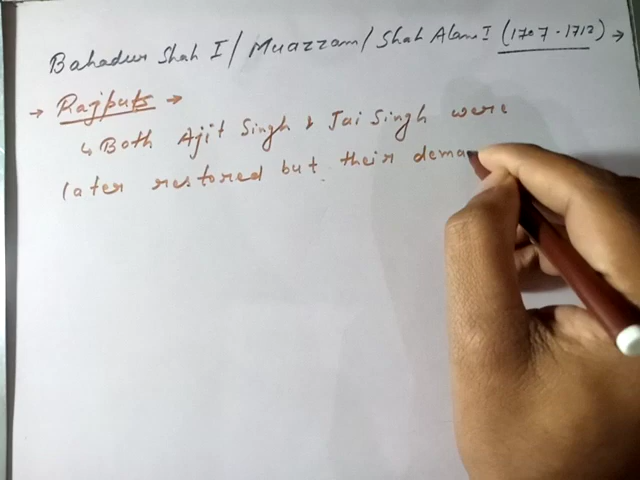 Bahadur Shah I / Muazzam / Shah Alam I (1707-1712) →
→ Rajputs →
↳ Both Ajit Singh & Jai Singh were
later restored but their dema